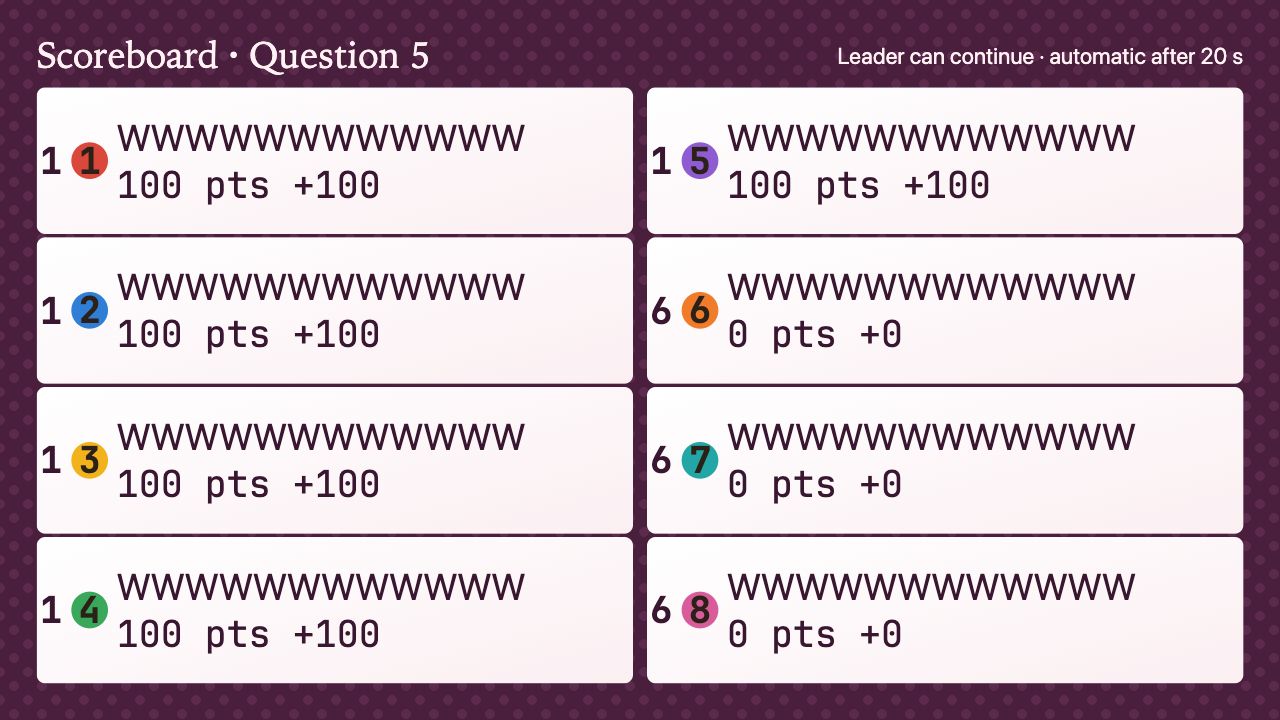 Scoreboard · Question 5
Leader can continue · automatic after 20 s
1 1 WWWWWWWWWWWW
100 pts +100
1 2 WWWWWWWWWWWW
100 pts +100
1 3 WWWWWWWWWWWW
100 pts +100
1 4 WWWWWWWWWWWW
100 pts +100
1 5 WWWWWWWWWWWW
100 pts +100
6 6 WWWWWWWWWWWW
0 pts +0
6 7 WWWWWWWWWWWW
0 pts +0
6 8 WWWWWWWWWWWW
0 pts +0